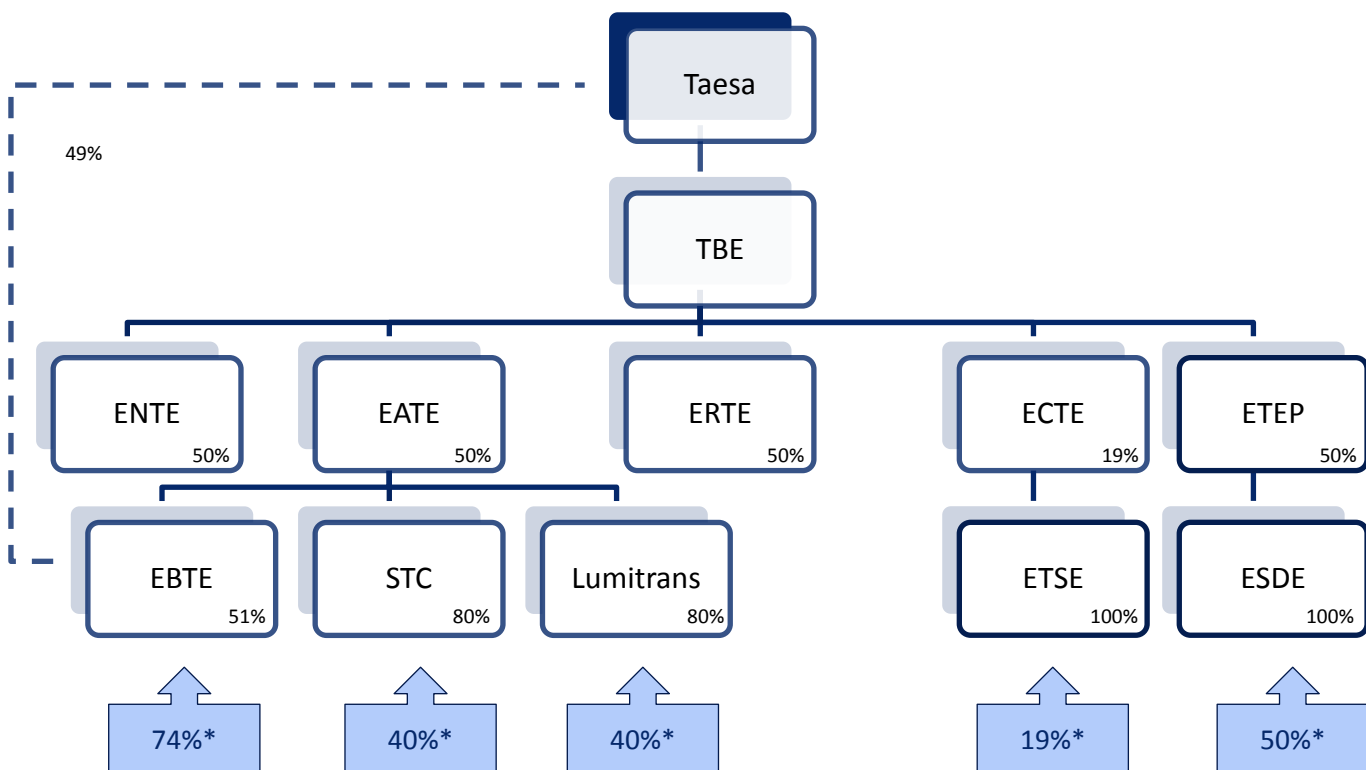 Taesa
49%
TBE
ENTE
50%
EATE
50%
ERTE
50%
ECTE
19%
ETEP
50%
EBTE
51%
STC
80%
Lumitrans
80%
ETSE
100%
ESDE
100%
74%*
40%*
40%*
19%*
50%*